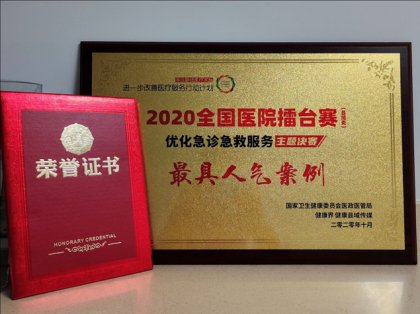 荣誉证书
HONORARY CREDENTIAL
进一步改善医疗服务行动计划
2020全国医院擂台赛
优化急诊急救服务 主题决赛
最具人气案例
国家卫生健康委员会医政医管局
健康界 健康县域传媒
二二〇年十月